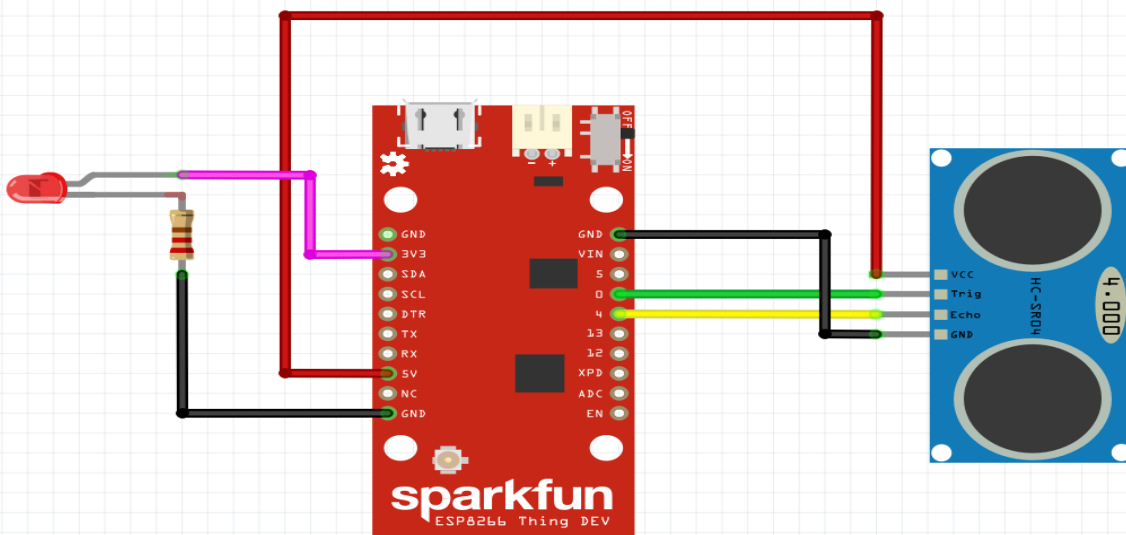 OFF
ON
- +
GND
3V3
SDA
SCL
DTR
TX
RX
5V
NC
GND
GND
VIN
5
0
4
13
12
XPD
ADC
EN
sparkfun
ESP8266 Thing DEV
VCC
Trig
Echo
GND
HC-SR04
4.000